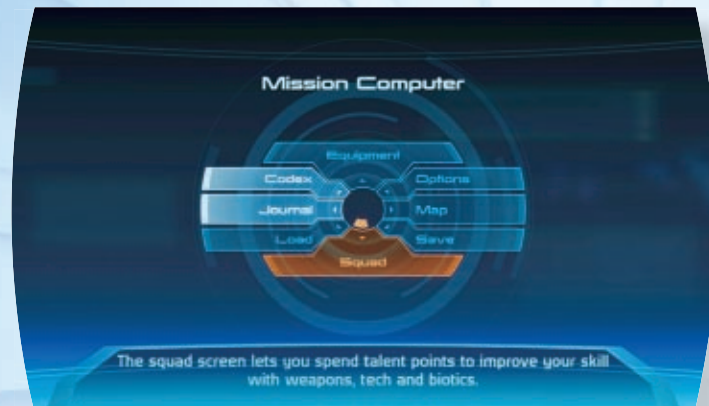 Mission Computer
Equipment
Codex
Options
Journal
Map
Load
Save
Squad
The squad screen lets you spend talent points to improve your skill
with weapons, tech and biotics.